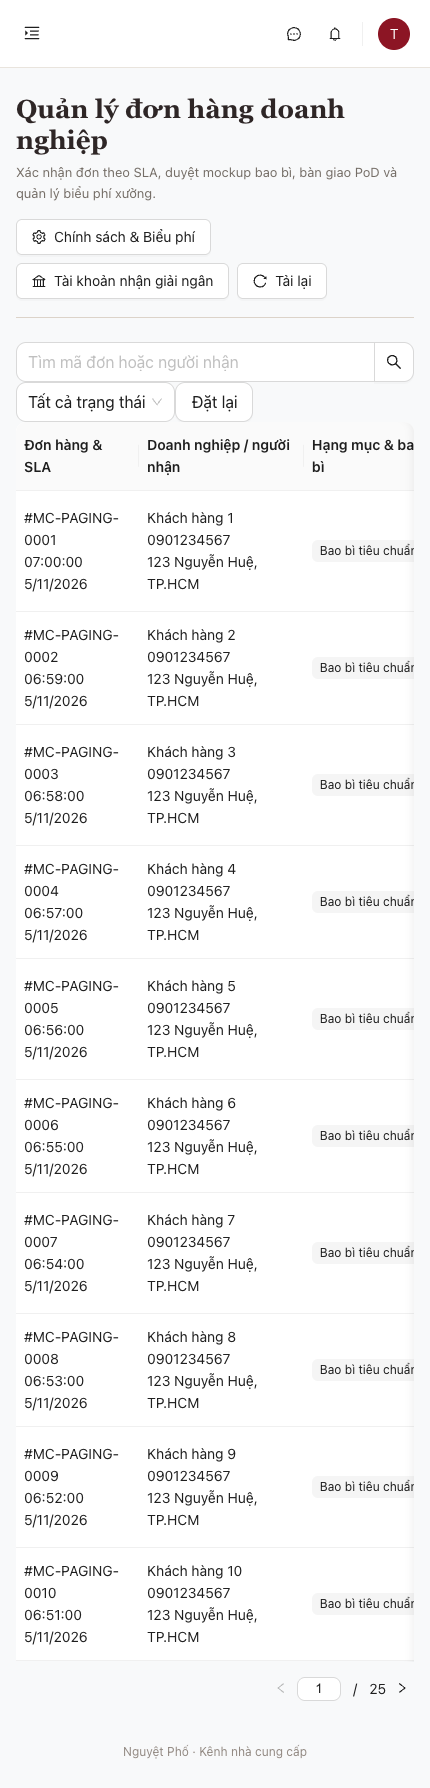 T
Quản lý đơn hàng doanh
nghiệp
Xác nhận đơn theo SLA, duyệt mockup bao bì, bàn giao PoD và
quản lý biểu phí xưởng.
Chính sách & Biểu phí
Tài khoản nhận giải ngân
Tải lại
Tìm mã đơn hoặc người nhận
Tất cả trạng thái
Đặt lại
Đơn hàng &
SLA
Doanh nghiệp / người
nhận
Hạng mục & ba
bì
#MC-PAGING-
0001
07:00:00
5/11/2026
Khách hàng 1
0901234567
123 Nguyễn Huệ,
TP.HCM
Bao bì tiêu chuẩn
#MC-PAGING-
0002
06:59:00
5/11/2026
Khách hàng 2
0901234567
123 Nguyễn Huệ,
TP.HCM
Bao bì tiêu chuẩn
#MC-PAGING-
0003
06:58:00
5/11/2026
Khách hàng 3
0901234567
123 Nguyễn Huệ,
TP.HCM
Bao bì tiêu chuẩn
#MC-PAGING-
0004
06:57:00
5/11/2026
Khách hàng 4
0901234567
123 Nguyễn Huệ,
TP.HCM
Bao bì tiêu chuẩn
#MC-PAGING-
0005
06:56:00
5/11/2026
Khách hàng 5
0901234567
123 Nguyễn Huệ,
TP.HCM
Bao bì tiêu chuẩn
#MC-PAGING-
0006
06:55:00
5/11/2026
Khách hàng 6
0901234567
123 Nguyễn Huệ,
TP.HCM
Bao bì tiêu chuẩn
#MC-PAGING-
0007
06:54:00
5/11/2026
Khách hàng 7
0901234567
123 Nguyễn Huệ,
TP.HCM
Bao bì tiêu chuẩn
#MC-PAGING-
0008
06:53:00
5/11/2026
Khách hàng 8
0901234567
123 Nguyễn Huệ,
TP.HCM
Bao bì tiêu chuẩn
#MC-PAGING-
0009
06:52:00
5/11/2026
Khách hàng 9
0901234567
123 Nguyễn Huệ,
TP.HCM
Bao bì tiêu chuẩn
#MC-PAGING-
0010
06:51:00
5/11/2026
Khách hàng 10
0901234567
123 Nguyễn Huệ,
TP.HCM
Bao bì tiêu chuẩn
1 / 25
Nguyệt Phố · Kênh nhà cung cấp